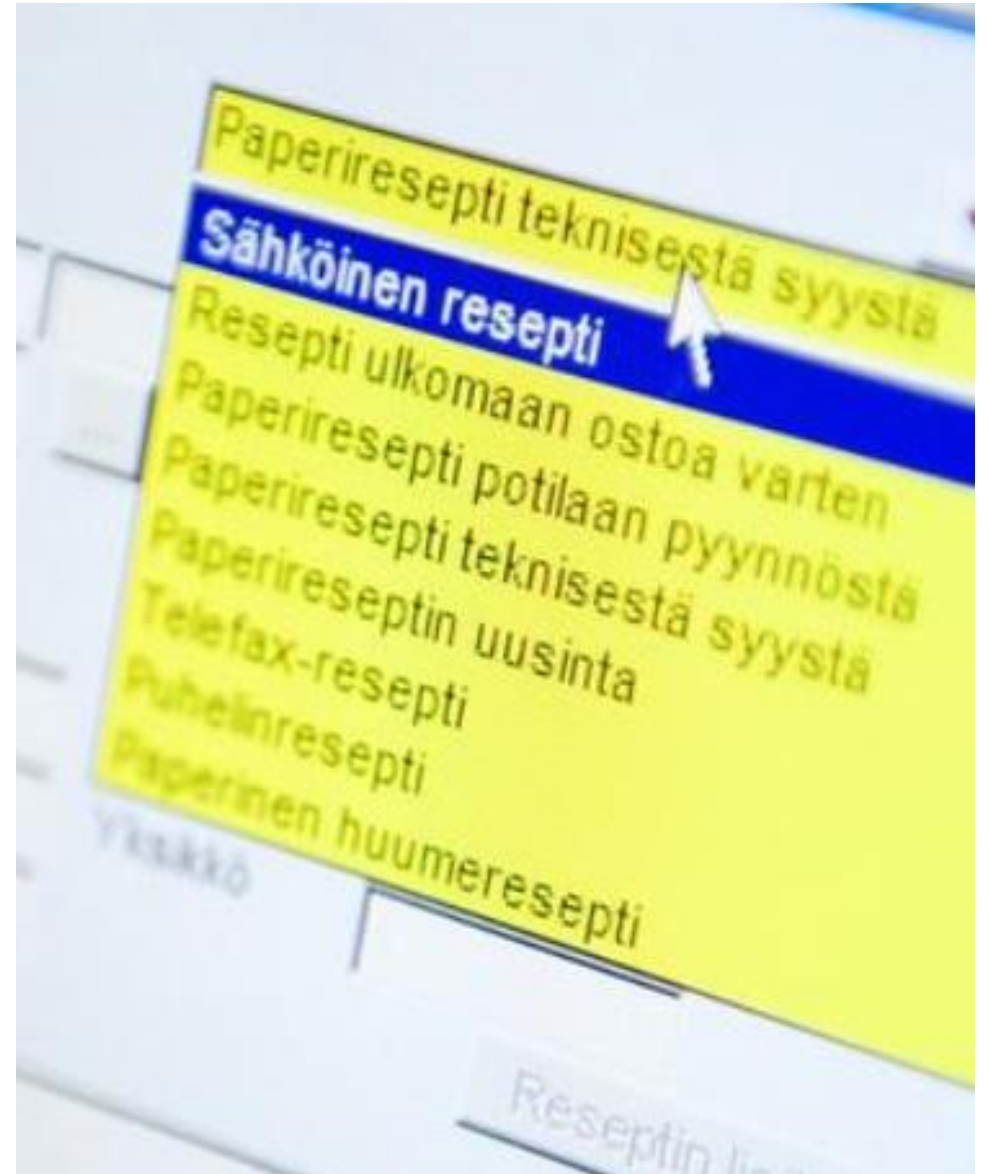 Paperiresepti teknisestä syystä
Sähköinen resepti
Resepti ulkomaan ostoa varten
Paperiresepti potilaan pyynnöstä
Paperiresepti teknisestä syystä
Paperireseptin uusinta
Telefax-resepti
Puhelinresepti
Paperinen huumeresepti
Yksikkö
...
Reseptin